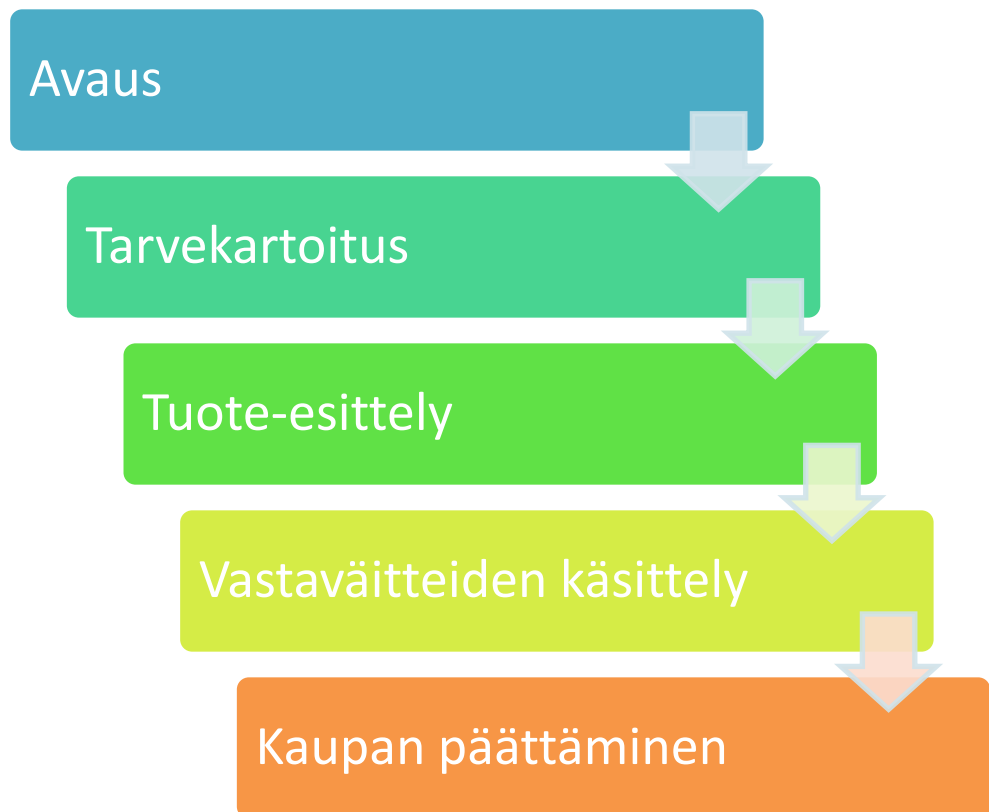 Avaus
Tarvekartoitus
Tuote-esittely
Vastaväitteiden käsittely
Kaupan päättäminen